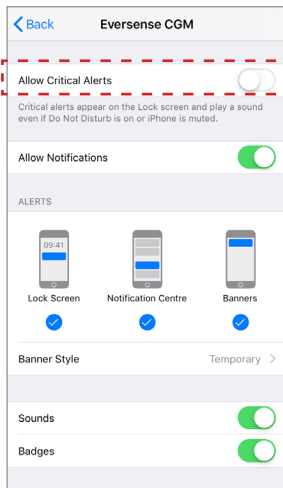 Back
Eversense CGM
Allow Critical Alerts
Critical alerts appear on the Lock screen and play a sound
even if Do Not Disturb is on or iPhone is muted.
Allow Notifications
ALERTS
09:41
Lock Screen
Notification Centre
Banners
Banner Style
Temporary
Sounds
Badges